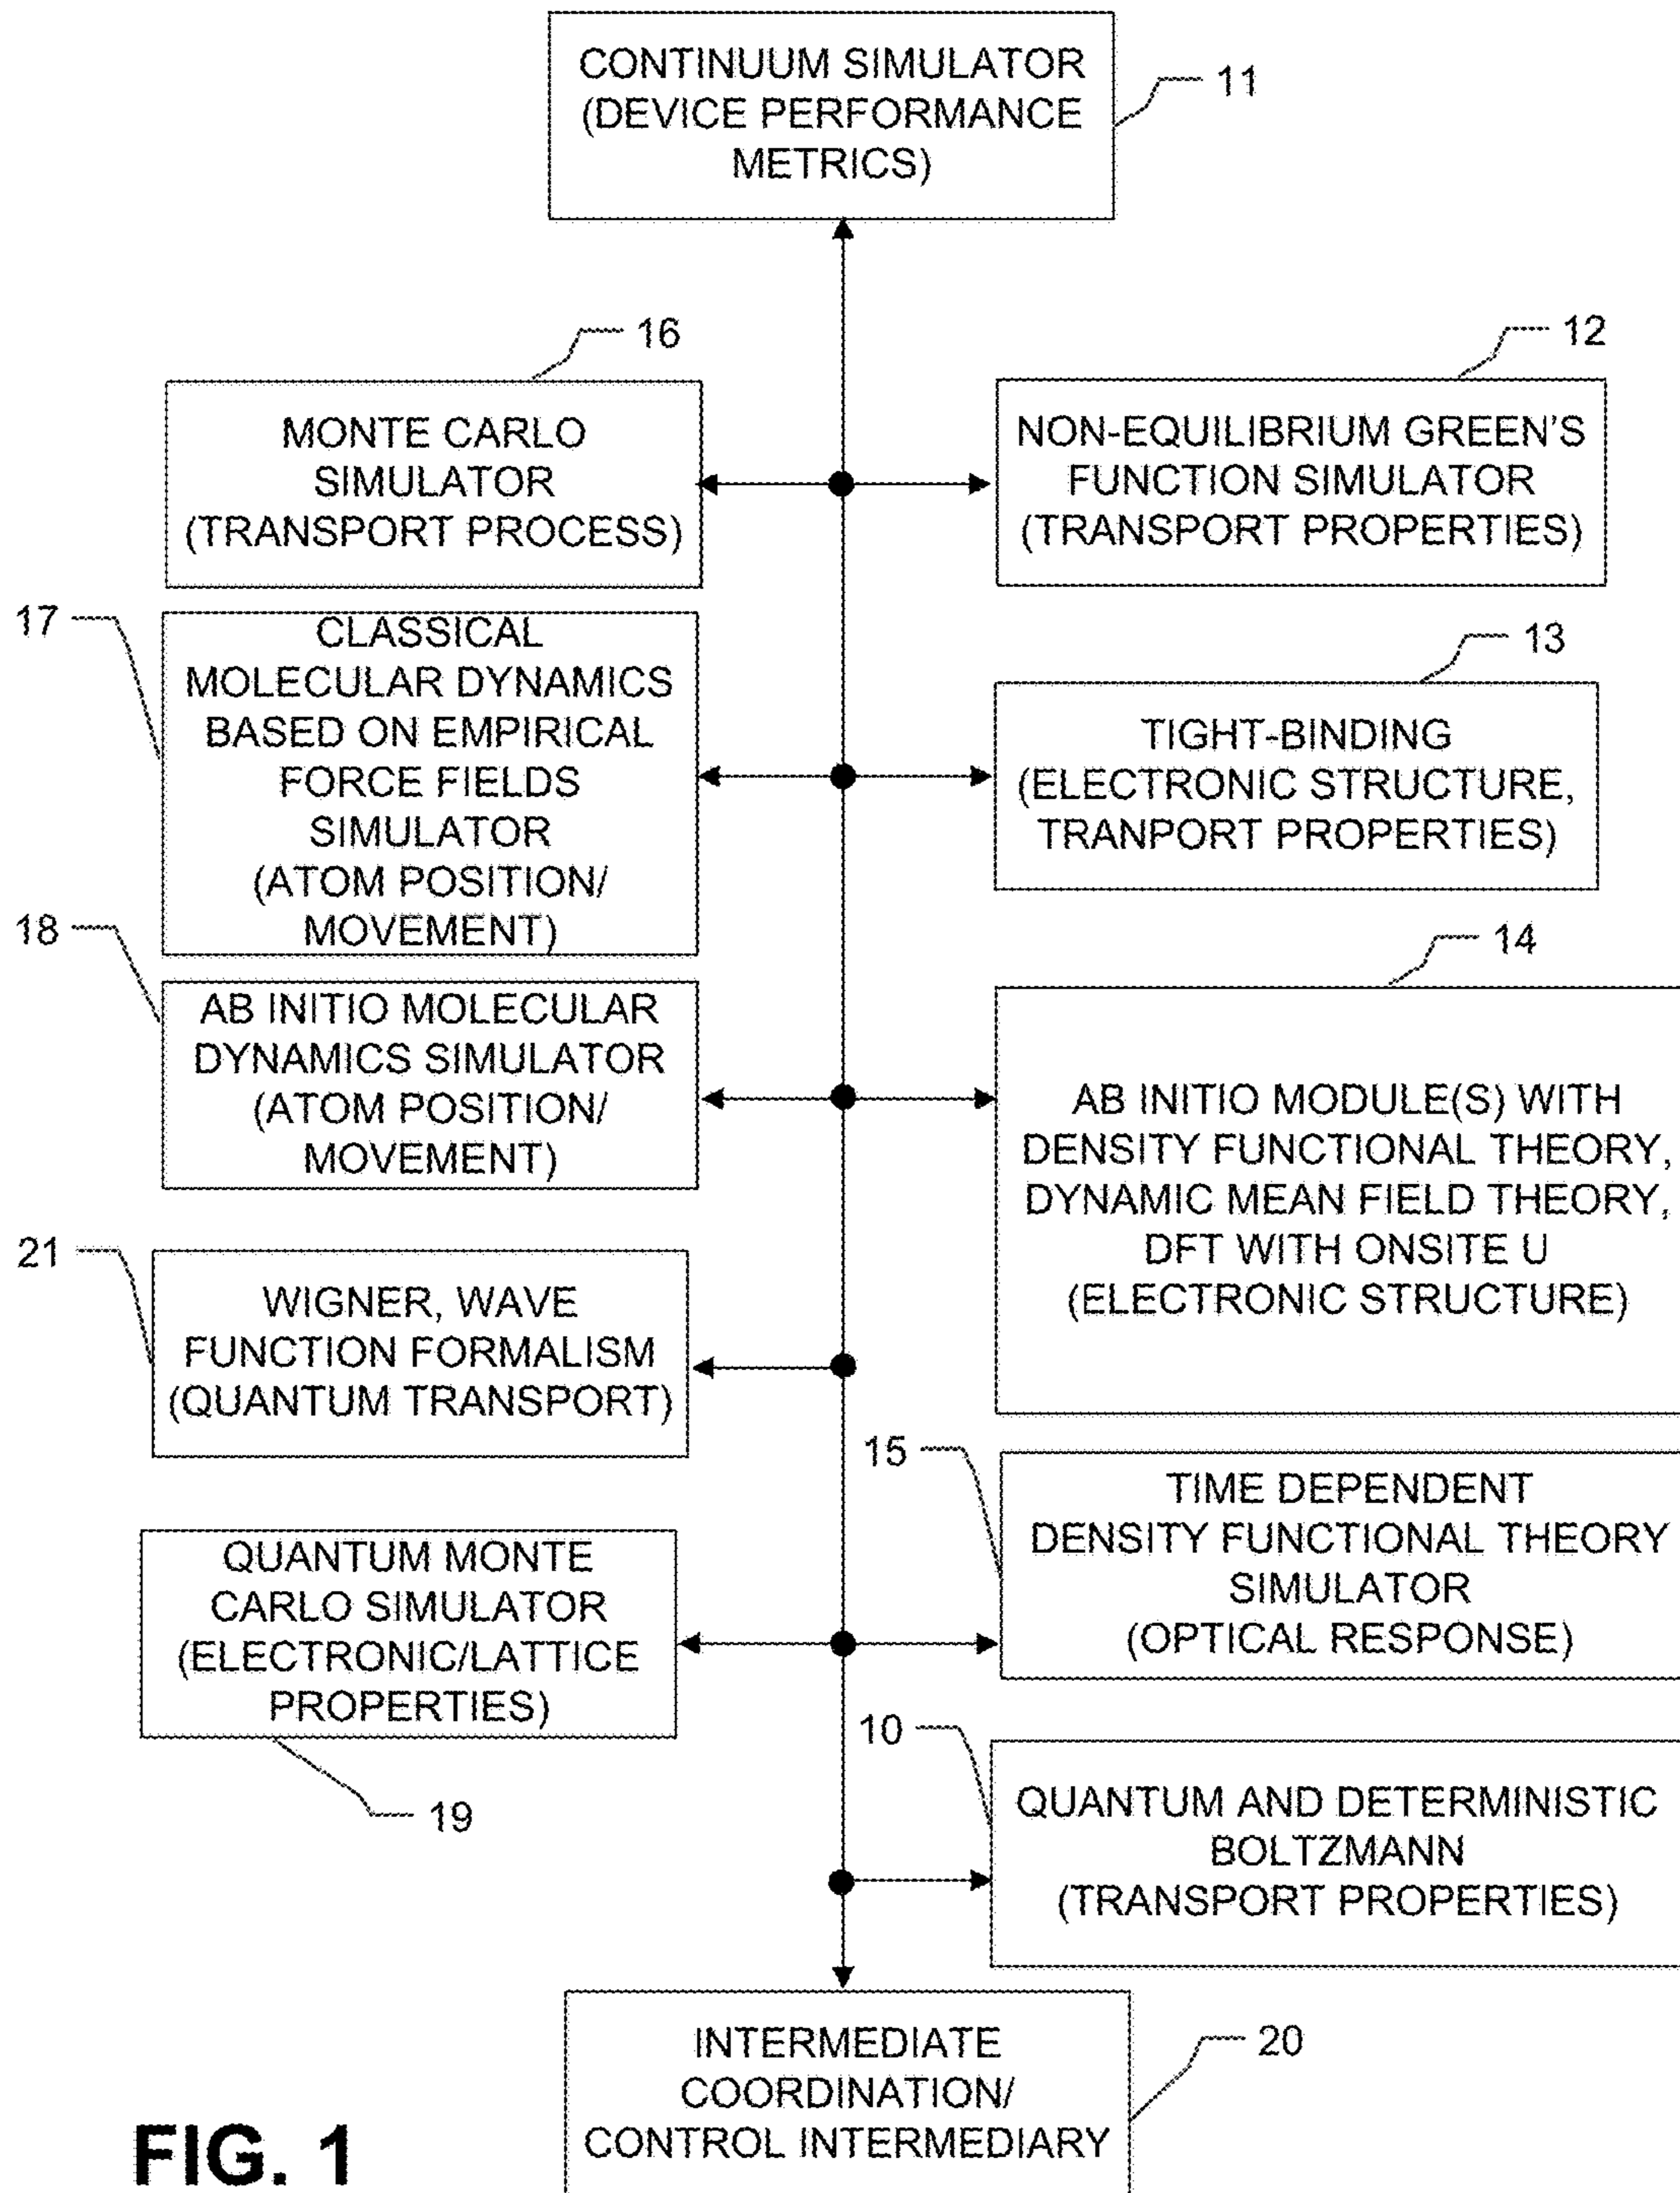 CONTINUUM SIMULATOR
(DEVICE PERFORMANCE
METRICS)
11
16
MONTE CARLO
SIMULATOR
(TRANSPORT PROCESS)
12
NON-EQUILIBRIUM GREEN'S
FUNCTION SIMULATOR
(TRANSPORT PROPERTIES)
17
CLASSICAL
MOLECULAR DYNAMICS
BASED ON EMPIRICAL
FORCE FIELDS
SIMULATOR
(ATOM POSITION/
MOVEMENT)
13
TIGHT-BINDING
(ELECTRONIC STRUCTURE,
TRANPORT PROPERTIES)
18
AB INITIO MOLECULAR
DYNAMICS SIMULATOR
(ATOM POSITION/
MOVEMENT)
14
AB INITIO MODULE(S) WITH
DENSITY FUNCTIONAL THEORY,
DYNAMIC MEAN FIELD THEORY,
DFT WITH ONSITE U
(ELECTRONIC STRUCTURE)
21
WIGNER, WAVE
FUNCTION FORMALISM
(QUANTUM TRANSPORT)
15
TIME DEPENDENT
DENSITY FUNCTIONAL THEORY
SIMULATOR
(OPTICAL RESPONSE)
QUANTUM MONTE
CARLO SIMULATOR
(ELECTRONIC/LATTICE
PROPERTIES)
19
10
QUANTUM AND DETERMINISTIC
BOLTZMANN
(TRANSPORT PROPERTIES)
INTERMEDIATE
COORDINATION/
CONTROL INTERMEDIARY
20
FIG. 1